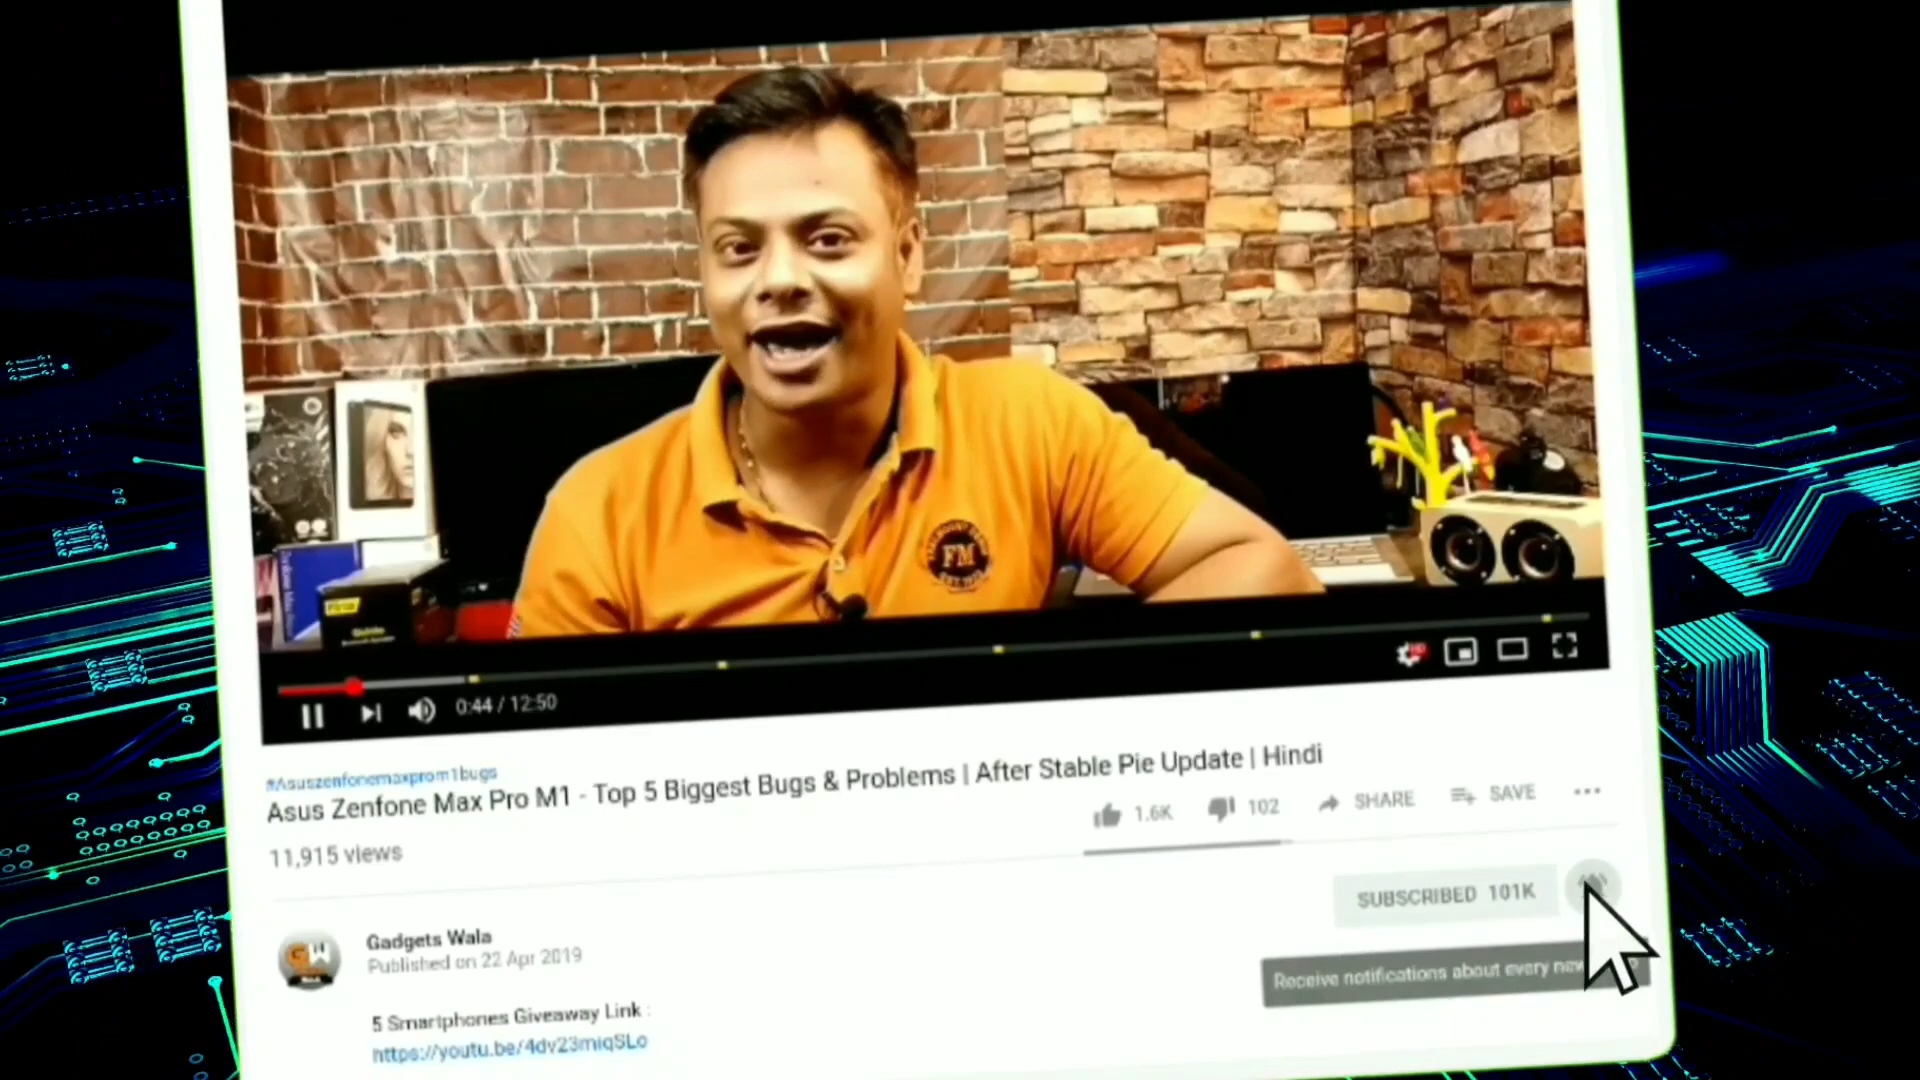 FM
0:44 / 12:50
#Asuszenfonemaxprom1bugs
Asus Zenfone Max Pro M1 - Top 5 Biggest Bugs & Problems | After Stable Pie Update | Hindi
11,915 views
1.6K
102
SHARE
SAVE
SUBSCRIBED 101K
Gadgets Wala
Published on 22 Apr 2019
Receive notifications about every
5 Smartphones Giveaway Link :
https://youtu.be/4dv23miqSLo